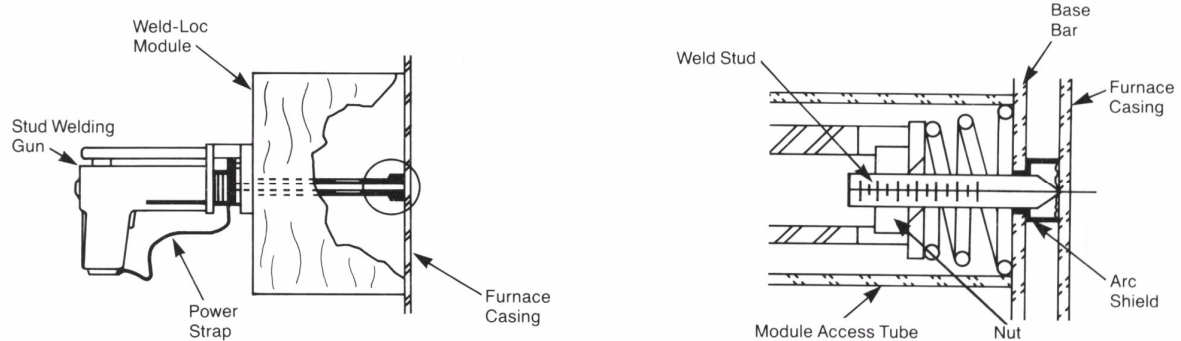 Weld-Loc
Module
Stud Welding
Gun
Power
Strap
Furnace
Casing
Base
Bar
Weld Stud
Furnace
Casing
Arc
Shield
Module Access Tube
Nut